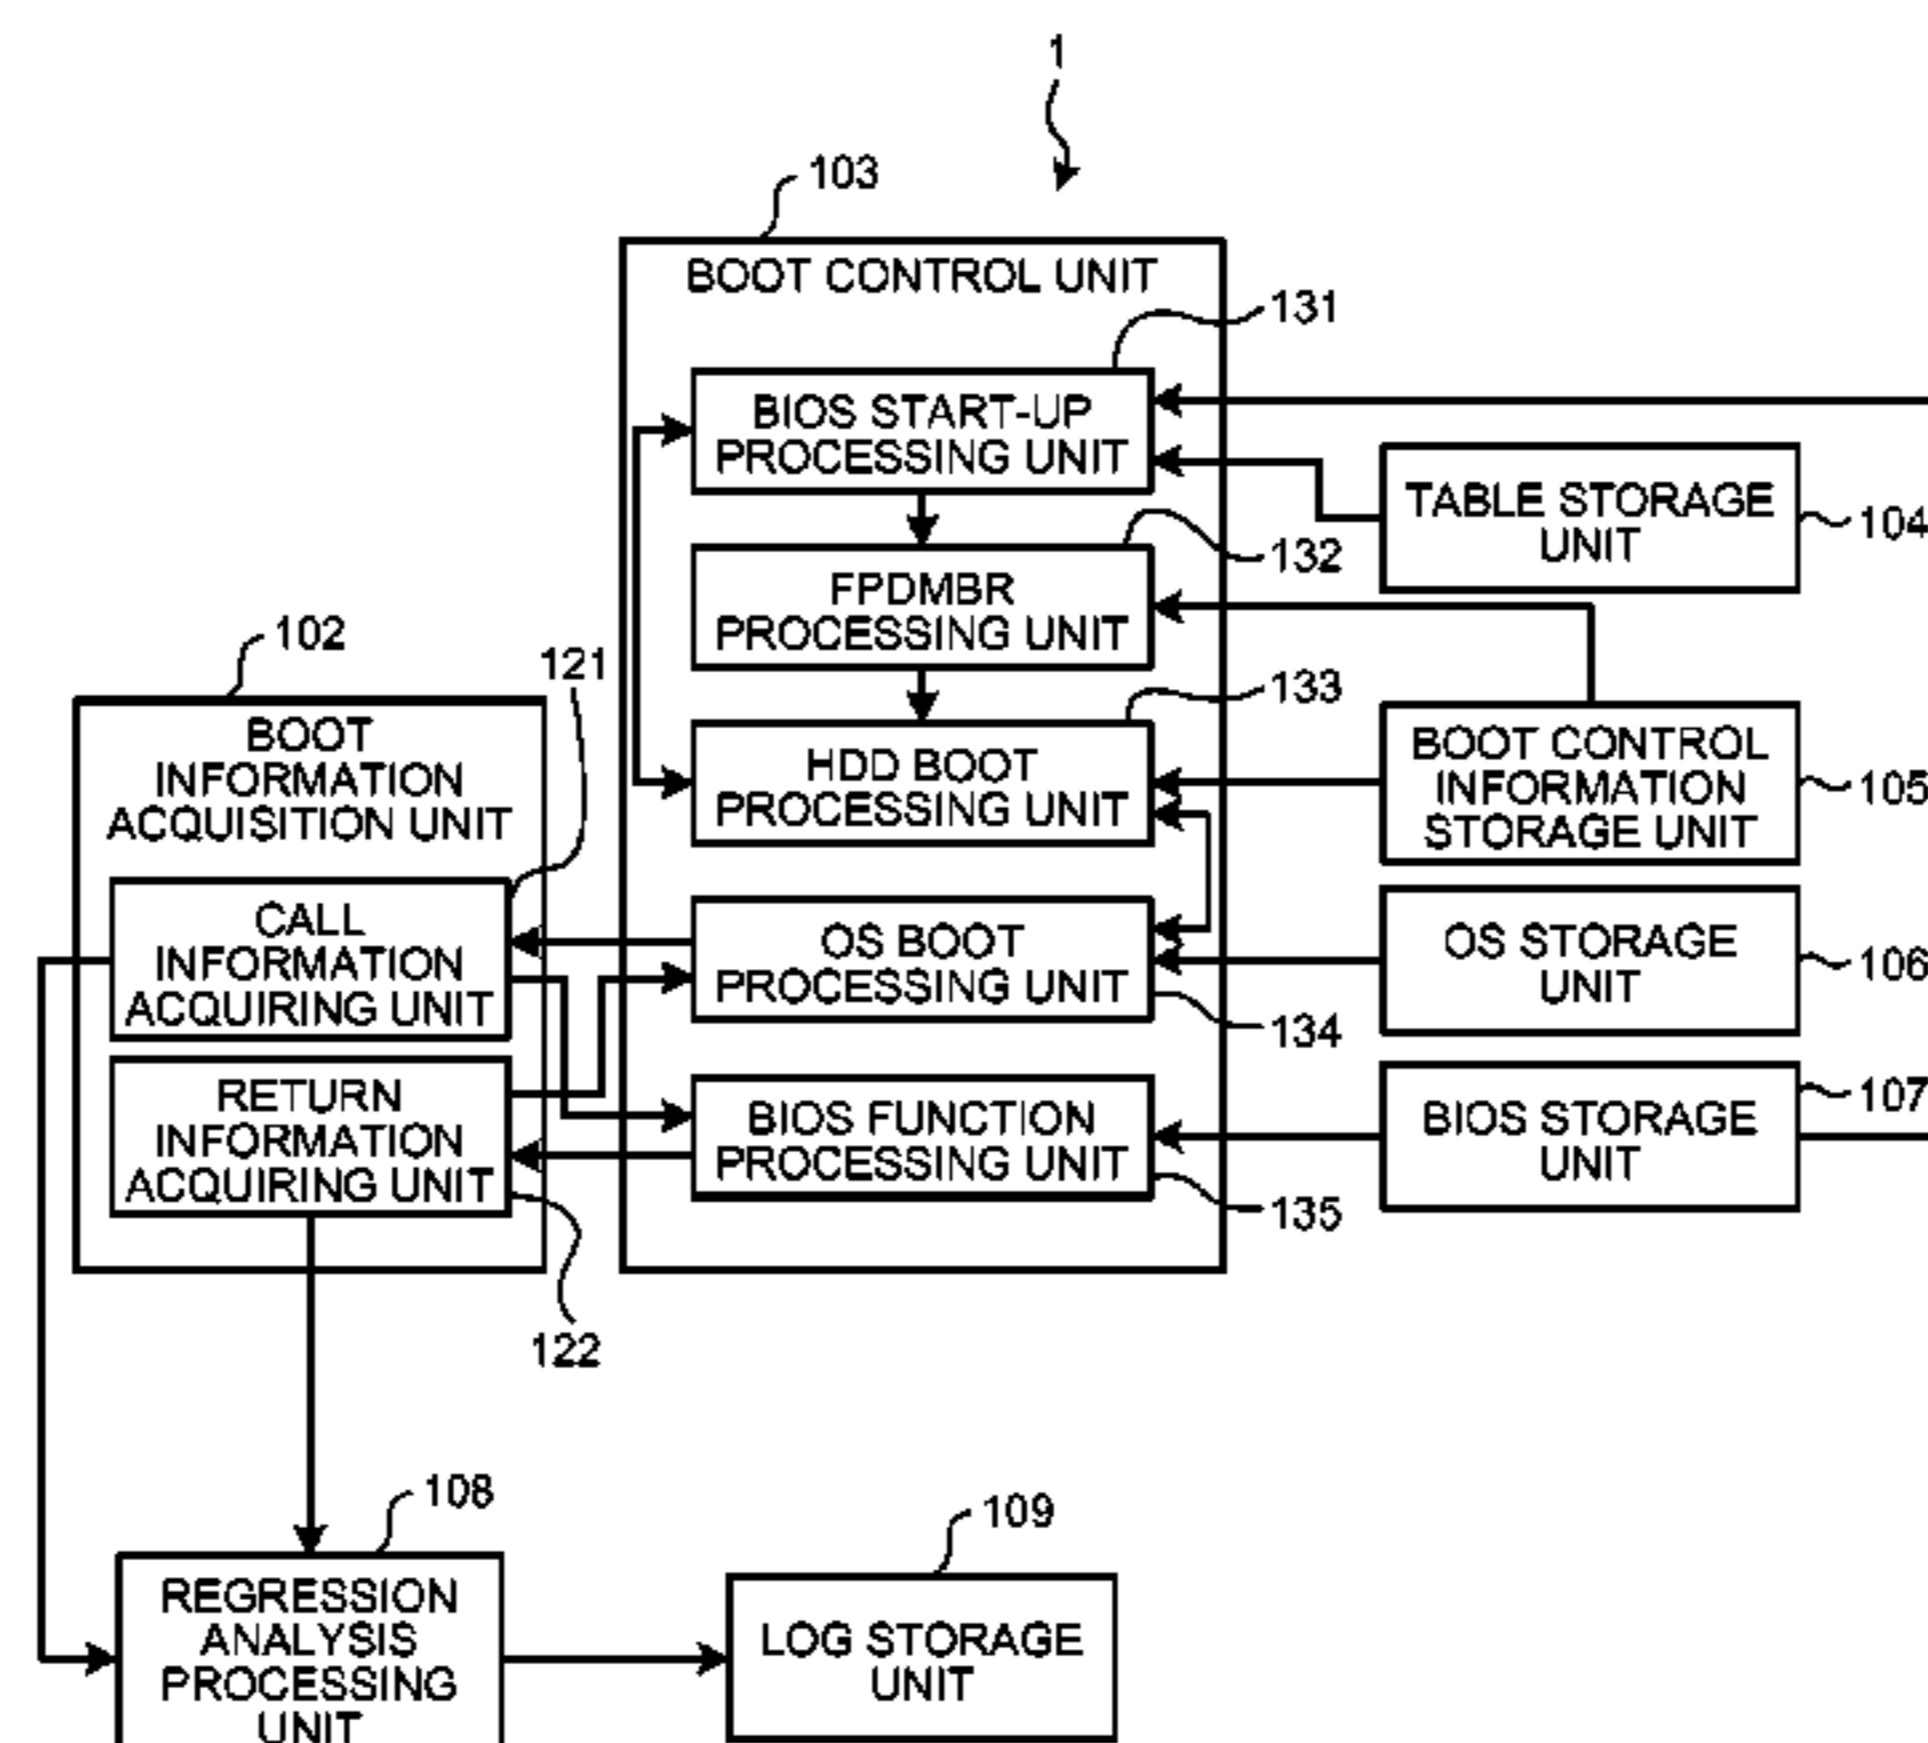 1
103
BOOT CONTROL UNIT
131
BIOS START-UP
PROCESSING UNIT
TABLE STORAGE
UNIT
104
132
FPDMBR
PROCESSING UNIT
102
121
133
BOOT
INFORMATION
ACQUISITION UNIT
HDD BOOT
PROCESSING UNIT
BOOT CONTROL
INFORMATION
STORAGE UNIT
105
CALL
INFORMATION
ACQUIRING UNIT
OS BOOT
PROCESSING UNIT
OS STORAGE
UNIT
106
134
RETURN
INFORMATION
ACQUIRING UNIT
BIOS FUNCTION
PROCESSING UNIT
BIOS STORAGE
UNIT
107
135
122
108
109
REGRESSION
ANALYSIS
PROCESSING
UNIT
LOG STORAGE
UNIT